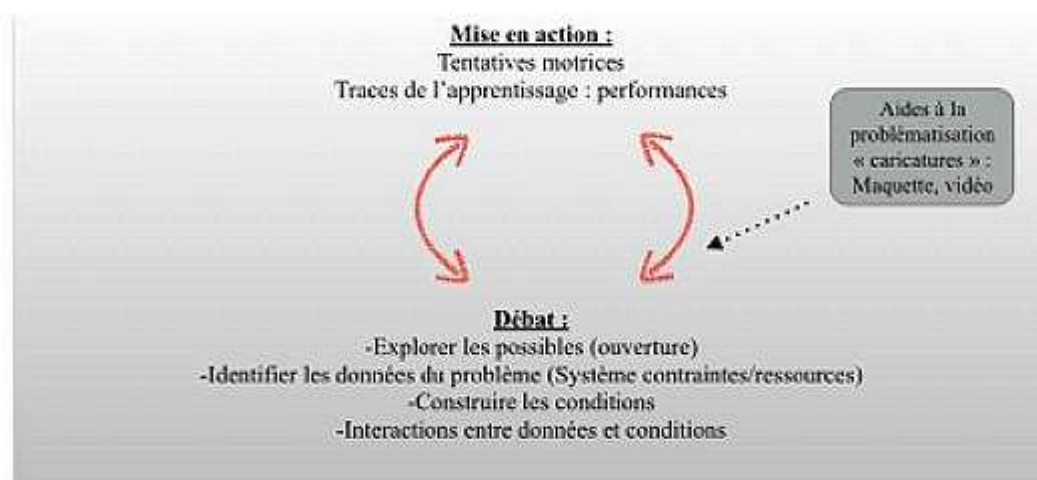 Mise en action :
Tentatives motrices
Traces de l'apprentissage : performances
Aides à la
problématisation
« caricatures » :
Maquette, vidéo
Débat :
-Explorer les possibles (ouverture)
-Identifier les données du problème (Système contraintes/ressources)
-Construire les conditions
-Interactions entre données et conditions